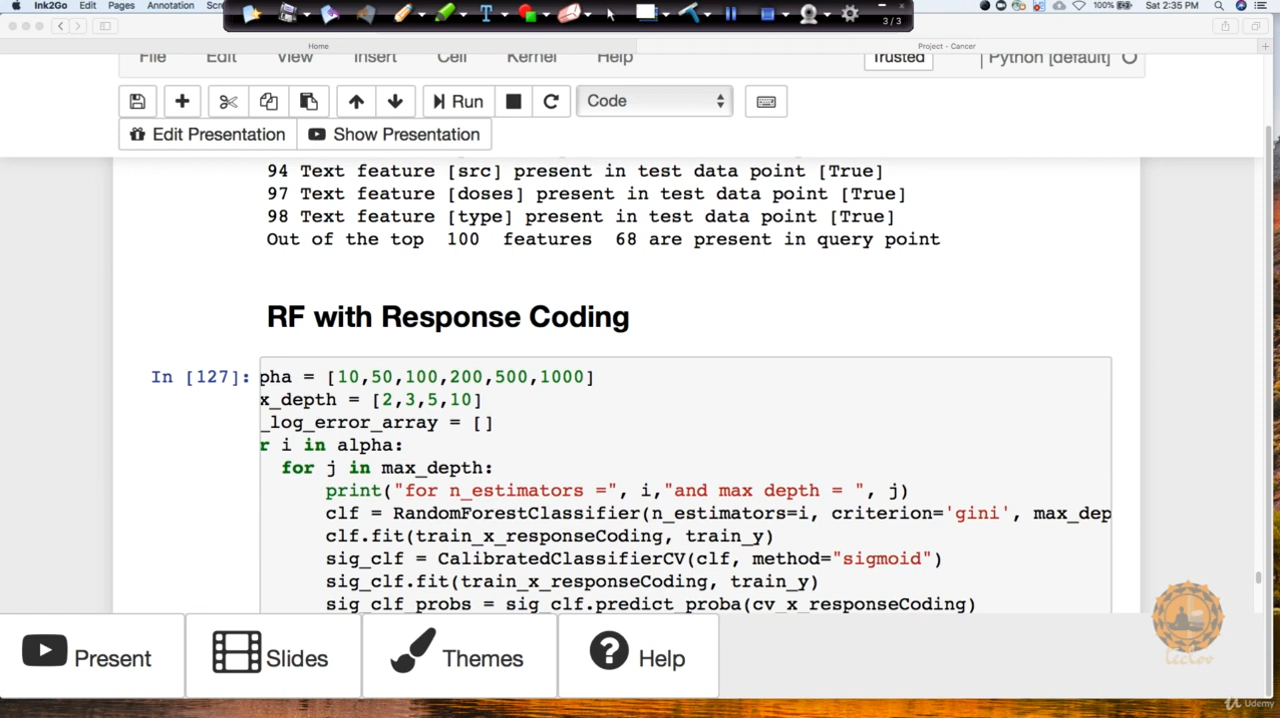 Ink2Go Edit Pages Annotation Scr
100% Sat 2:35 PM
3 / 3
Home Project - Cancer
File Edit View Insert Cell Kernel Help Trusted Python [default]
Run Code
Edit Presentation Show Presentation
94 Text feature [src] present in test data point [True]
97 Text feature [doses] present in test data point [True]
98 Text feature [type] present in test data point [True]
Out of the top 100 features 68 are present in query point
RF with Response Coding
In [127]: pha = [10,50,100,200,500,1000]
x_depth = [2,3,5,10]
_log_error_array = []
r i in alpha:
for j in max_depth:
print("for n_estimators =", i,"and max depth = ", j)
clf = RandomForestClassifier(n_estimators=i, criterion='gini', max_dep
clf.fit(train_x_responseCoding, train_y)
sig_clf = CalibratedClassifierCV(clf, method="sigmoid")
sig_clf.fit(train_x_responseCoding, train_y)
sig_clf_probs = sig_clf.predict_proba(cv_x_responseCoding)
Present Slides Themes Help
Udemy